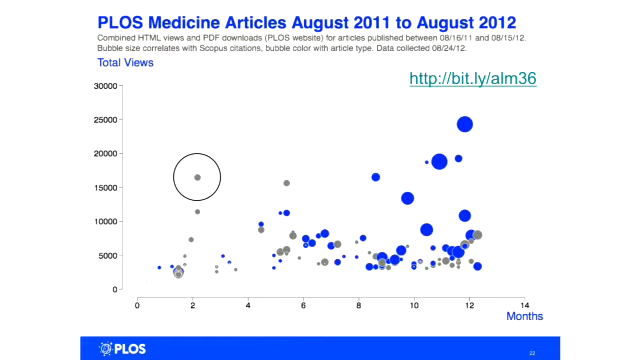 PLOS Medicine Articles August 2011 to August 2012
Combined HTML views and PDF downloads (PLOS website) for articles published between 08/16/11 and 08/15/12.
Bubble size correlates with Scopus citations, bubble color with article type. Data collected 08/24/12.
Total Views
http://bit.ly/alm36
30000
25000
20000
15000
10000
5000
0
0 2 4 6 8 10 12 14
Months
PLOS
22